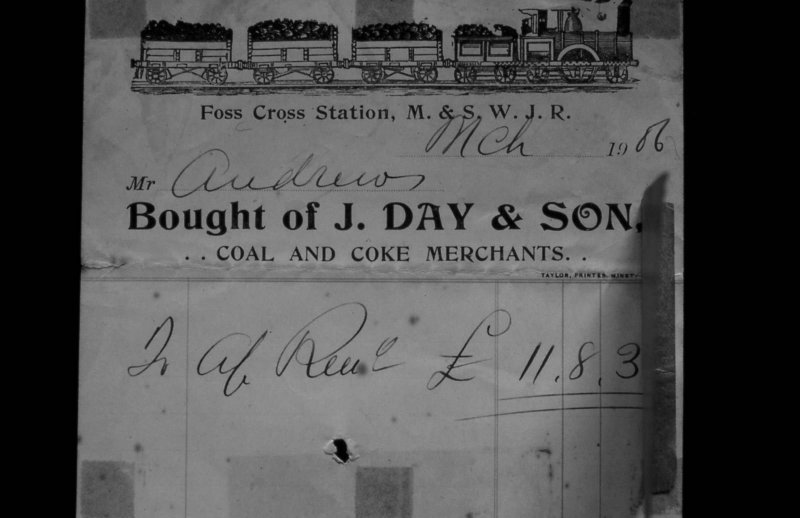 Foss Cross Station, M. & S. W. J. R.
Mch 1906
Mr Andrews
Bought of J. DAY & SON,
. . COAL AND COKE MERCHANTS. .
TAYLOR, PRINTER
To a/c Rend £ 11. 8. 3